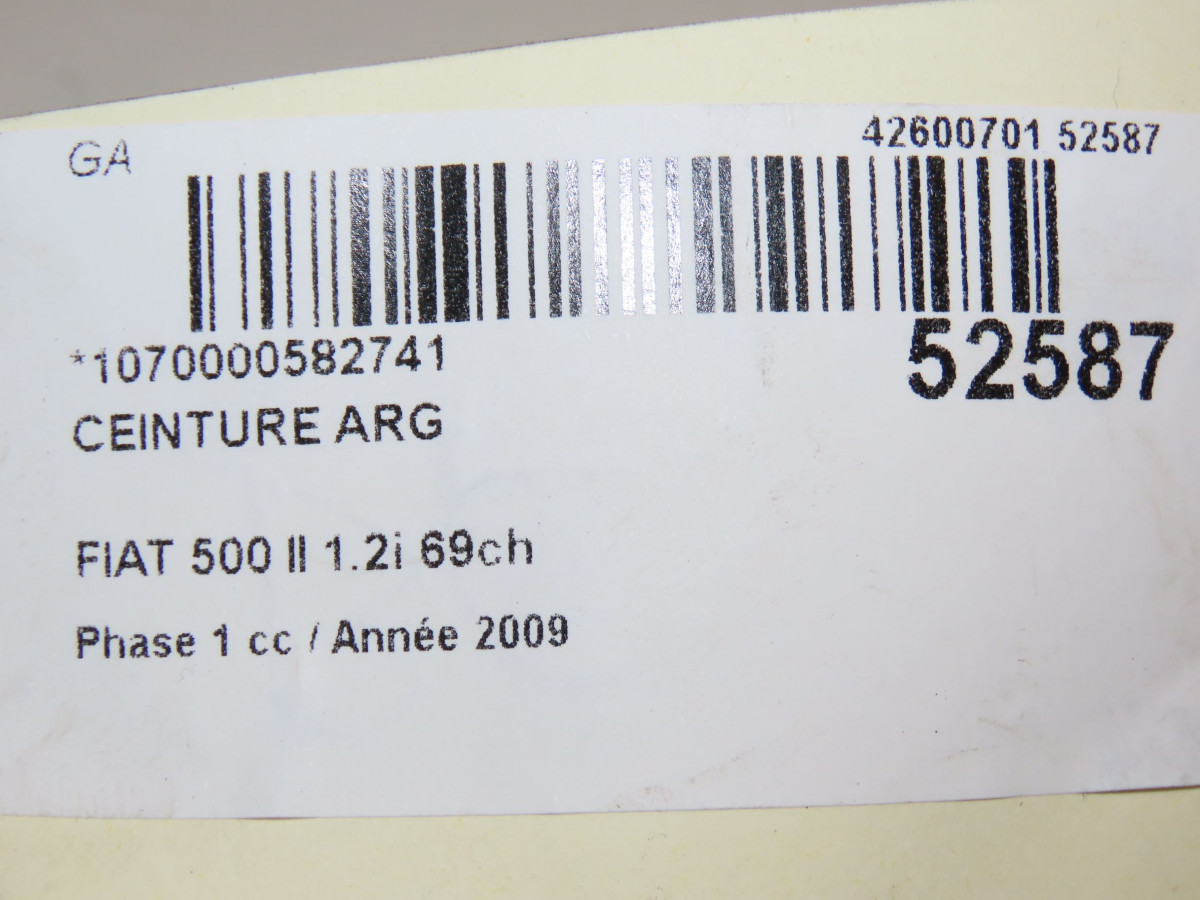 GA
42600701 52587
*1070000582741
52587
CEINTURE ARG
FIAT 500 II 1.2i 69ch
Phase 1 cc / Année 2009